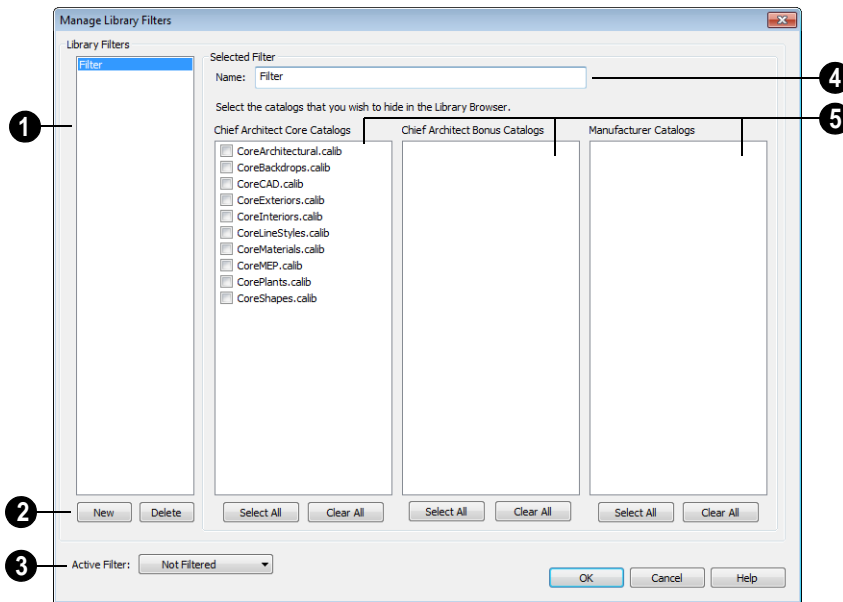 Manage Library Filters
Library Filters
Filter
Selected Filter
Name: Filter
4
Select the catalogs that you wish to hide in the Library Browser.
5
1
Chief Architect Core Catalogs
Chief Architect Bonus Catalogs
Manufacturer Catalogs
CoreArchitectural.calib
CoreBackdrops.calib
CoreCAD.calib
CoreExteriors.calib
CoreInteriors.calib
CoreLineStyles.calib
CoreMaterials.calib
CoreMEP.calib
CorePlants.calib
CoreShapes.calib
2
New Delete
Select All Clear All
Select All Clear All
Select All Clear All
3
Active Filter: Not Filtered
OK Cancel Help